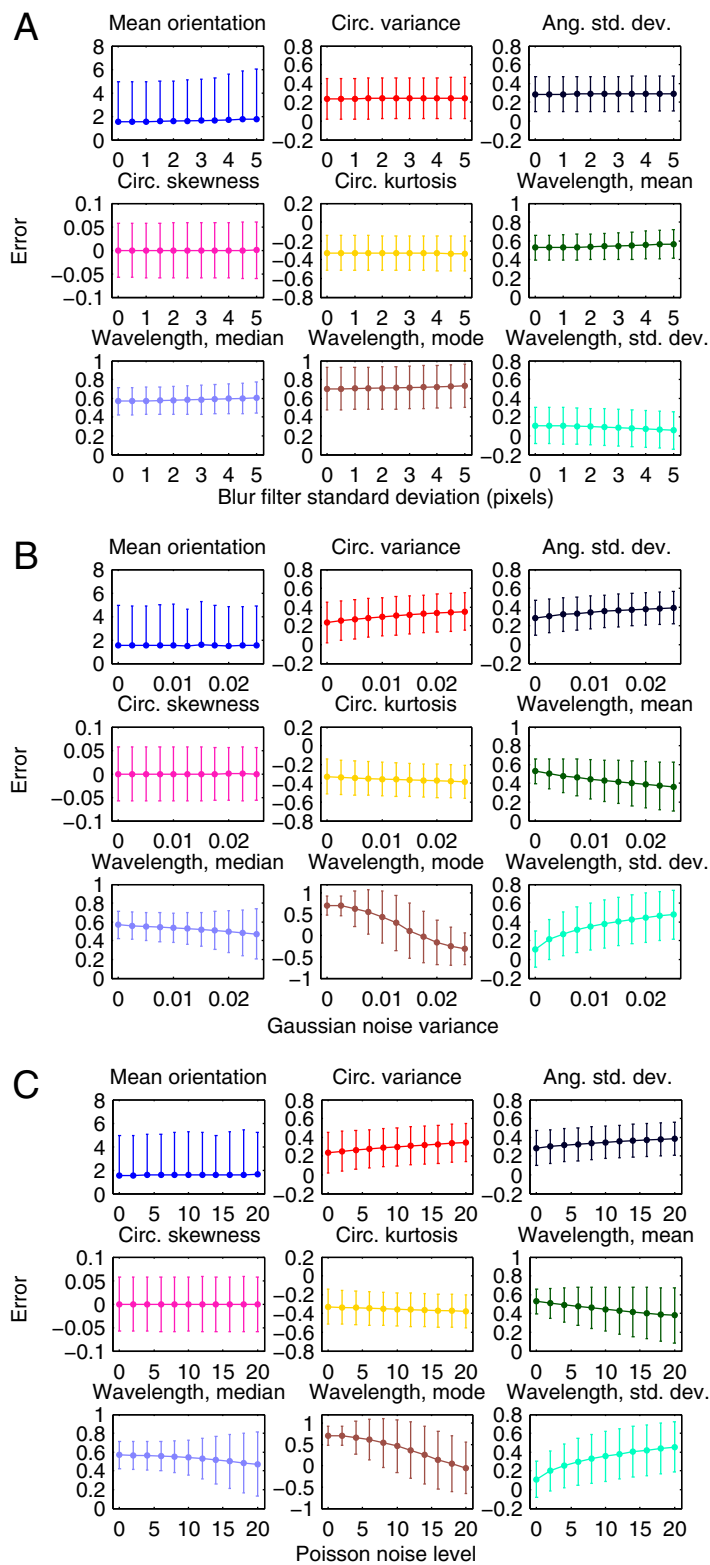 A
Mean orientation Circ. variance Ang. std. dev.
8 0.8 0.8
6 0.6 0.6
4 0.4 0.4
2 0.2 0.2
0 0 0
−0.2 −0.2
0 1 2 3 4 5 0 1 2 3 4 5 0 1 2 3 4 5
Circ. skewness Circ. kurtosis Wavelength, mean
Error
0.1 0.2 1
0.05 0 0.8
0 −0.2 0.6
−0.05 −0.4 0.4
−0.1 −0.6 0.2
−0.8 0
0 1 2 3 4 5 0 1 2 3 4 5 0 1 2 3 4 5
Wavelength, median Wavelength, mode Wavelength, std. dev.
1 1 0.8
0.8 0.8 0.6
0.6 0.6 0.4
0.4 0.4 0.2
0.2 0.2 0
0 0 −0.2
0 1 2 3 4 5 0 1 2 3 4 5 0 1 2 3 4 5
Blur filter standard deviation (pixels)
B
Mean orientation Circ. variance Ang. std. dev.
8 0.8 0.8
6 0.6 0.6
4 0.4 0.4
2 0.2 0.2
0 0 0
−0.2 −0.2
0 0.01 0.02 0 0.01 0.02 0 0.01 0.02
Circ. skewness Circ. kurtosis Wavelength, mean
Error
0.1 0.2 1
0.05 0 0.8
0 −0.2 0.6
−0.05 −0.4 0.4
−0.1 −0.6 0.2
−0.8 0
0 0.01 0.02 0 0.01 0.02 0 0.01 0.02
Wavelength, median Wavelength, mode Wavelength, std. dev.
1 1 0.8
0.8 0.5 0.6
0.6 0 0.4
0.4 −0.5 0.2
0.2 −1 0
0 −0.2
0 0.01 0.02 0 0.01 0.02 0 0.01 0.02
Gaussian noise variance
C
Mean orientation Circ. variance Ang. std. dev.
8 0.8 0.8
6 0.6 0.6
4 0.4 0.4
2 0.2 0.2
0 0 0
−0.2 −0.2
0 5 10 15 20 0 5 10 15 20 0 5 10 15 20
Circ. skewness Circ. kurtosis Wavelength, mean
Error
0.1 0.2 1
0.05 0 0.8
0 −0.2 0.6
−0.05 −0.4 0.4
−0.1 −0.6 0.2
−0.8 0
0 5 10 15 20 0 5 10 15 20 0 5 10 15 20
Wavelength, median Wavelength, mode Wavelength, std. dev.
1 1 0.8
0.8 0.5 0.6
0.6 0 0.4
0.4 −0.5 0.2
0.2 −1 0
0 −0.2
0 5 10 15 20 0 5 10 15 20 0 5 10 15 20
Poisson noise level